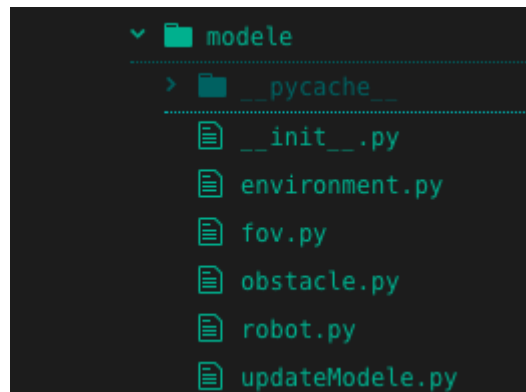 modele
__pycache__
__init__.py
environment.py
fov.py
obstacle.py
robot.py
updateModele.py